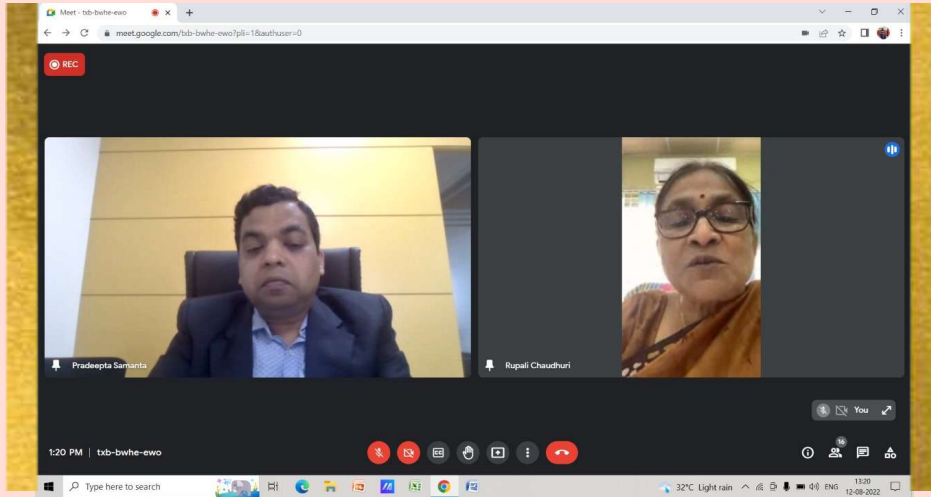 Meet - txb-bwhe-ewo
meet.google.com/txb-bwhe-ewo?pli=1&authuser=0
REC
Pradeepta Samanta
Rupali Chaudhuri
You
1:20 PM | txb-bwhe-ewo
CC
16
Type here to search
32°C Light rain
ENG
13:20
12-08-2022